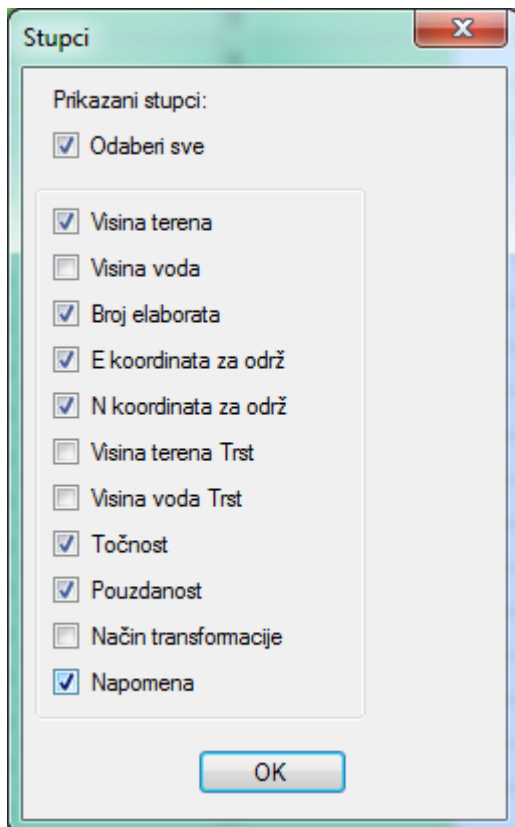 Stupci
Prikazani stupci:
Odaberi sve
Visina terena
Visina voda
Broj elaborata
E koordinata za održ
N koordinata za održ
Visina terena Trst
Visina voda Trst
Točnost
Pouzdanost
Način transformacije
Napomena
OK